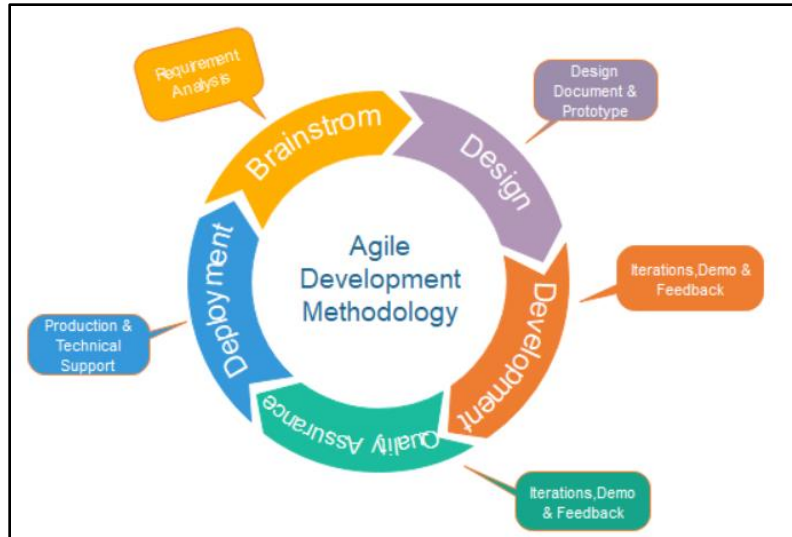 Requirement
Analysis
Brainstrom
Design
Document &
Prototype
Design
Iterations,Demo &
Feedback
Development
Agile
Development
Methodology
Iterations,Demo
& Feedback
Quality Assurance
Production &
Technical
Support
Deployment